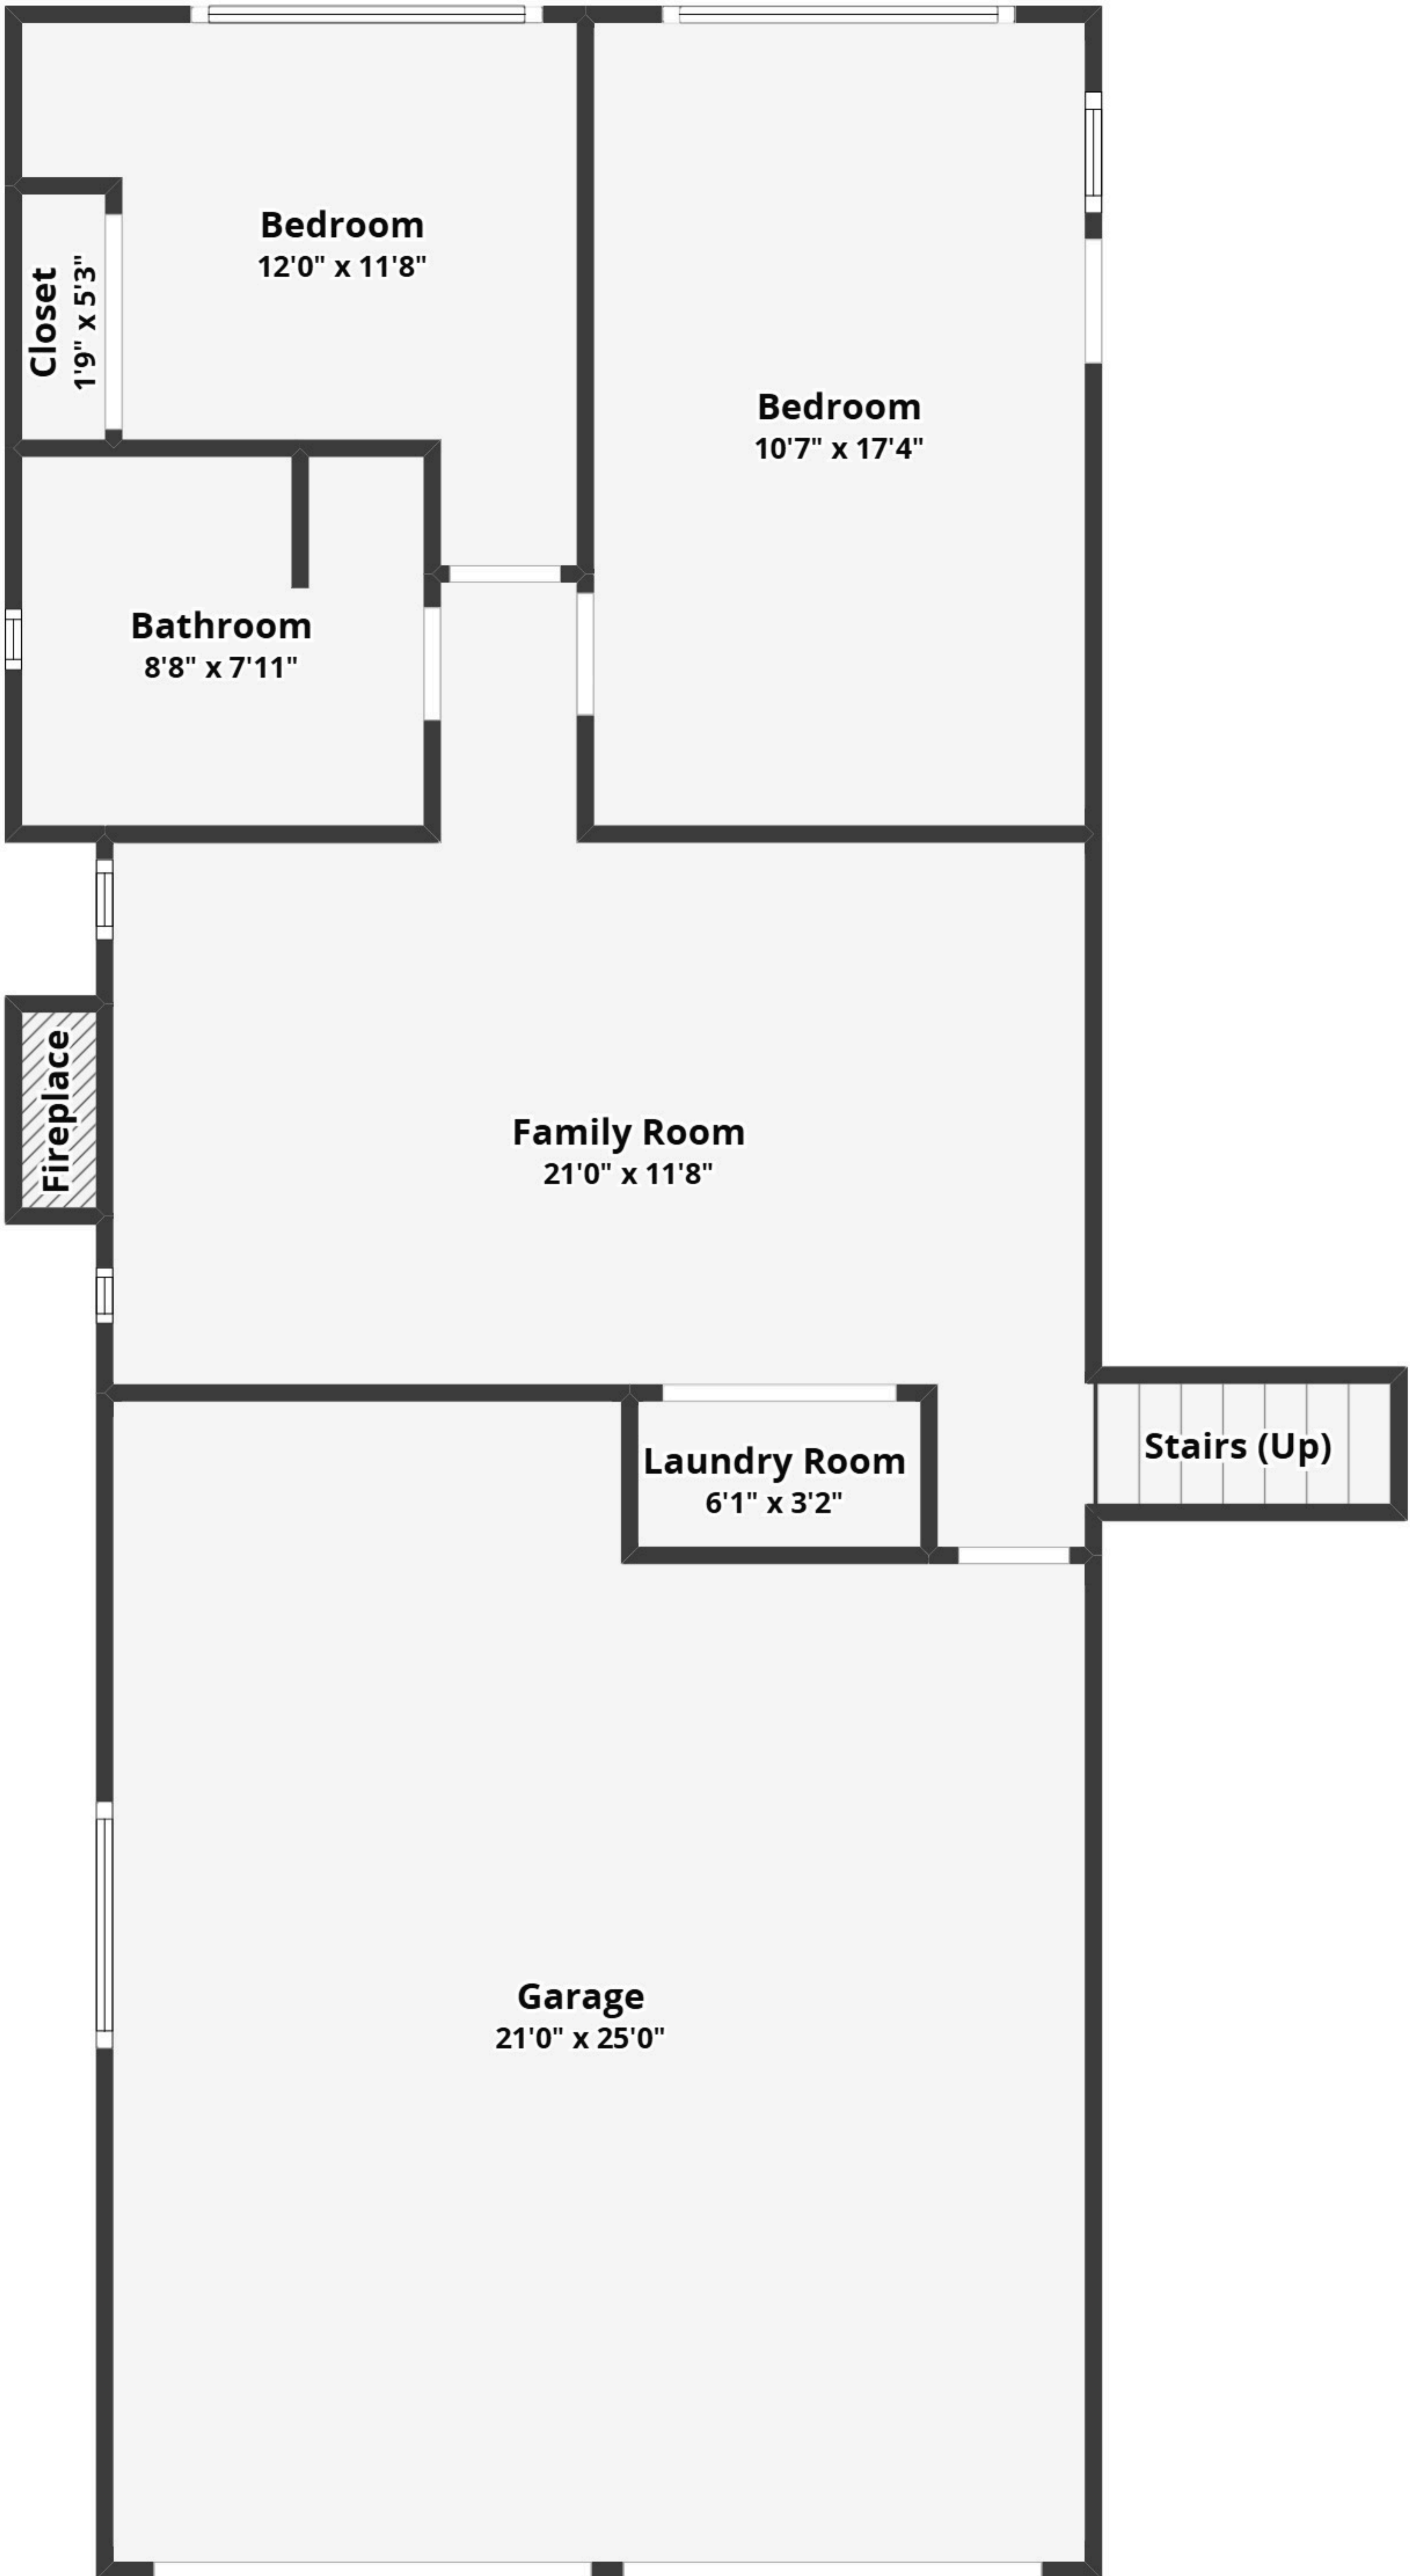 Bedroom
12'0" x 11'8"
Closet
1'9" x 5'3"
Bedroom
10'7" x 17'4"
Bathroom
8'8" x 7'11"
Fireplace
Family Room
21'0" x 11'8"
Stairs (Up)
Laundry Room
6'1" x 3'2"
Garage
21'0" x 25'0"